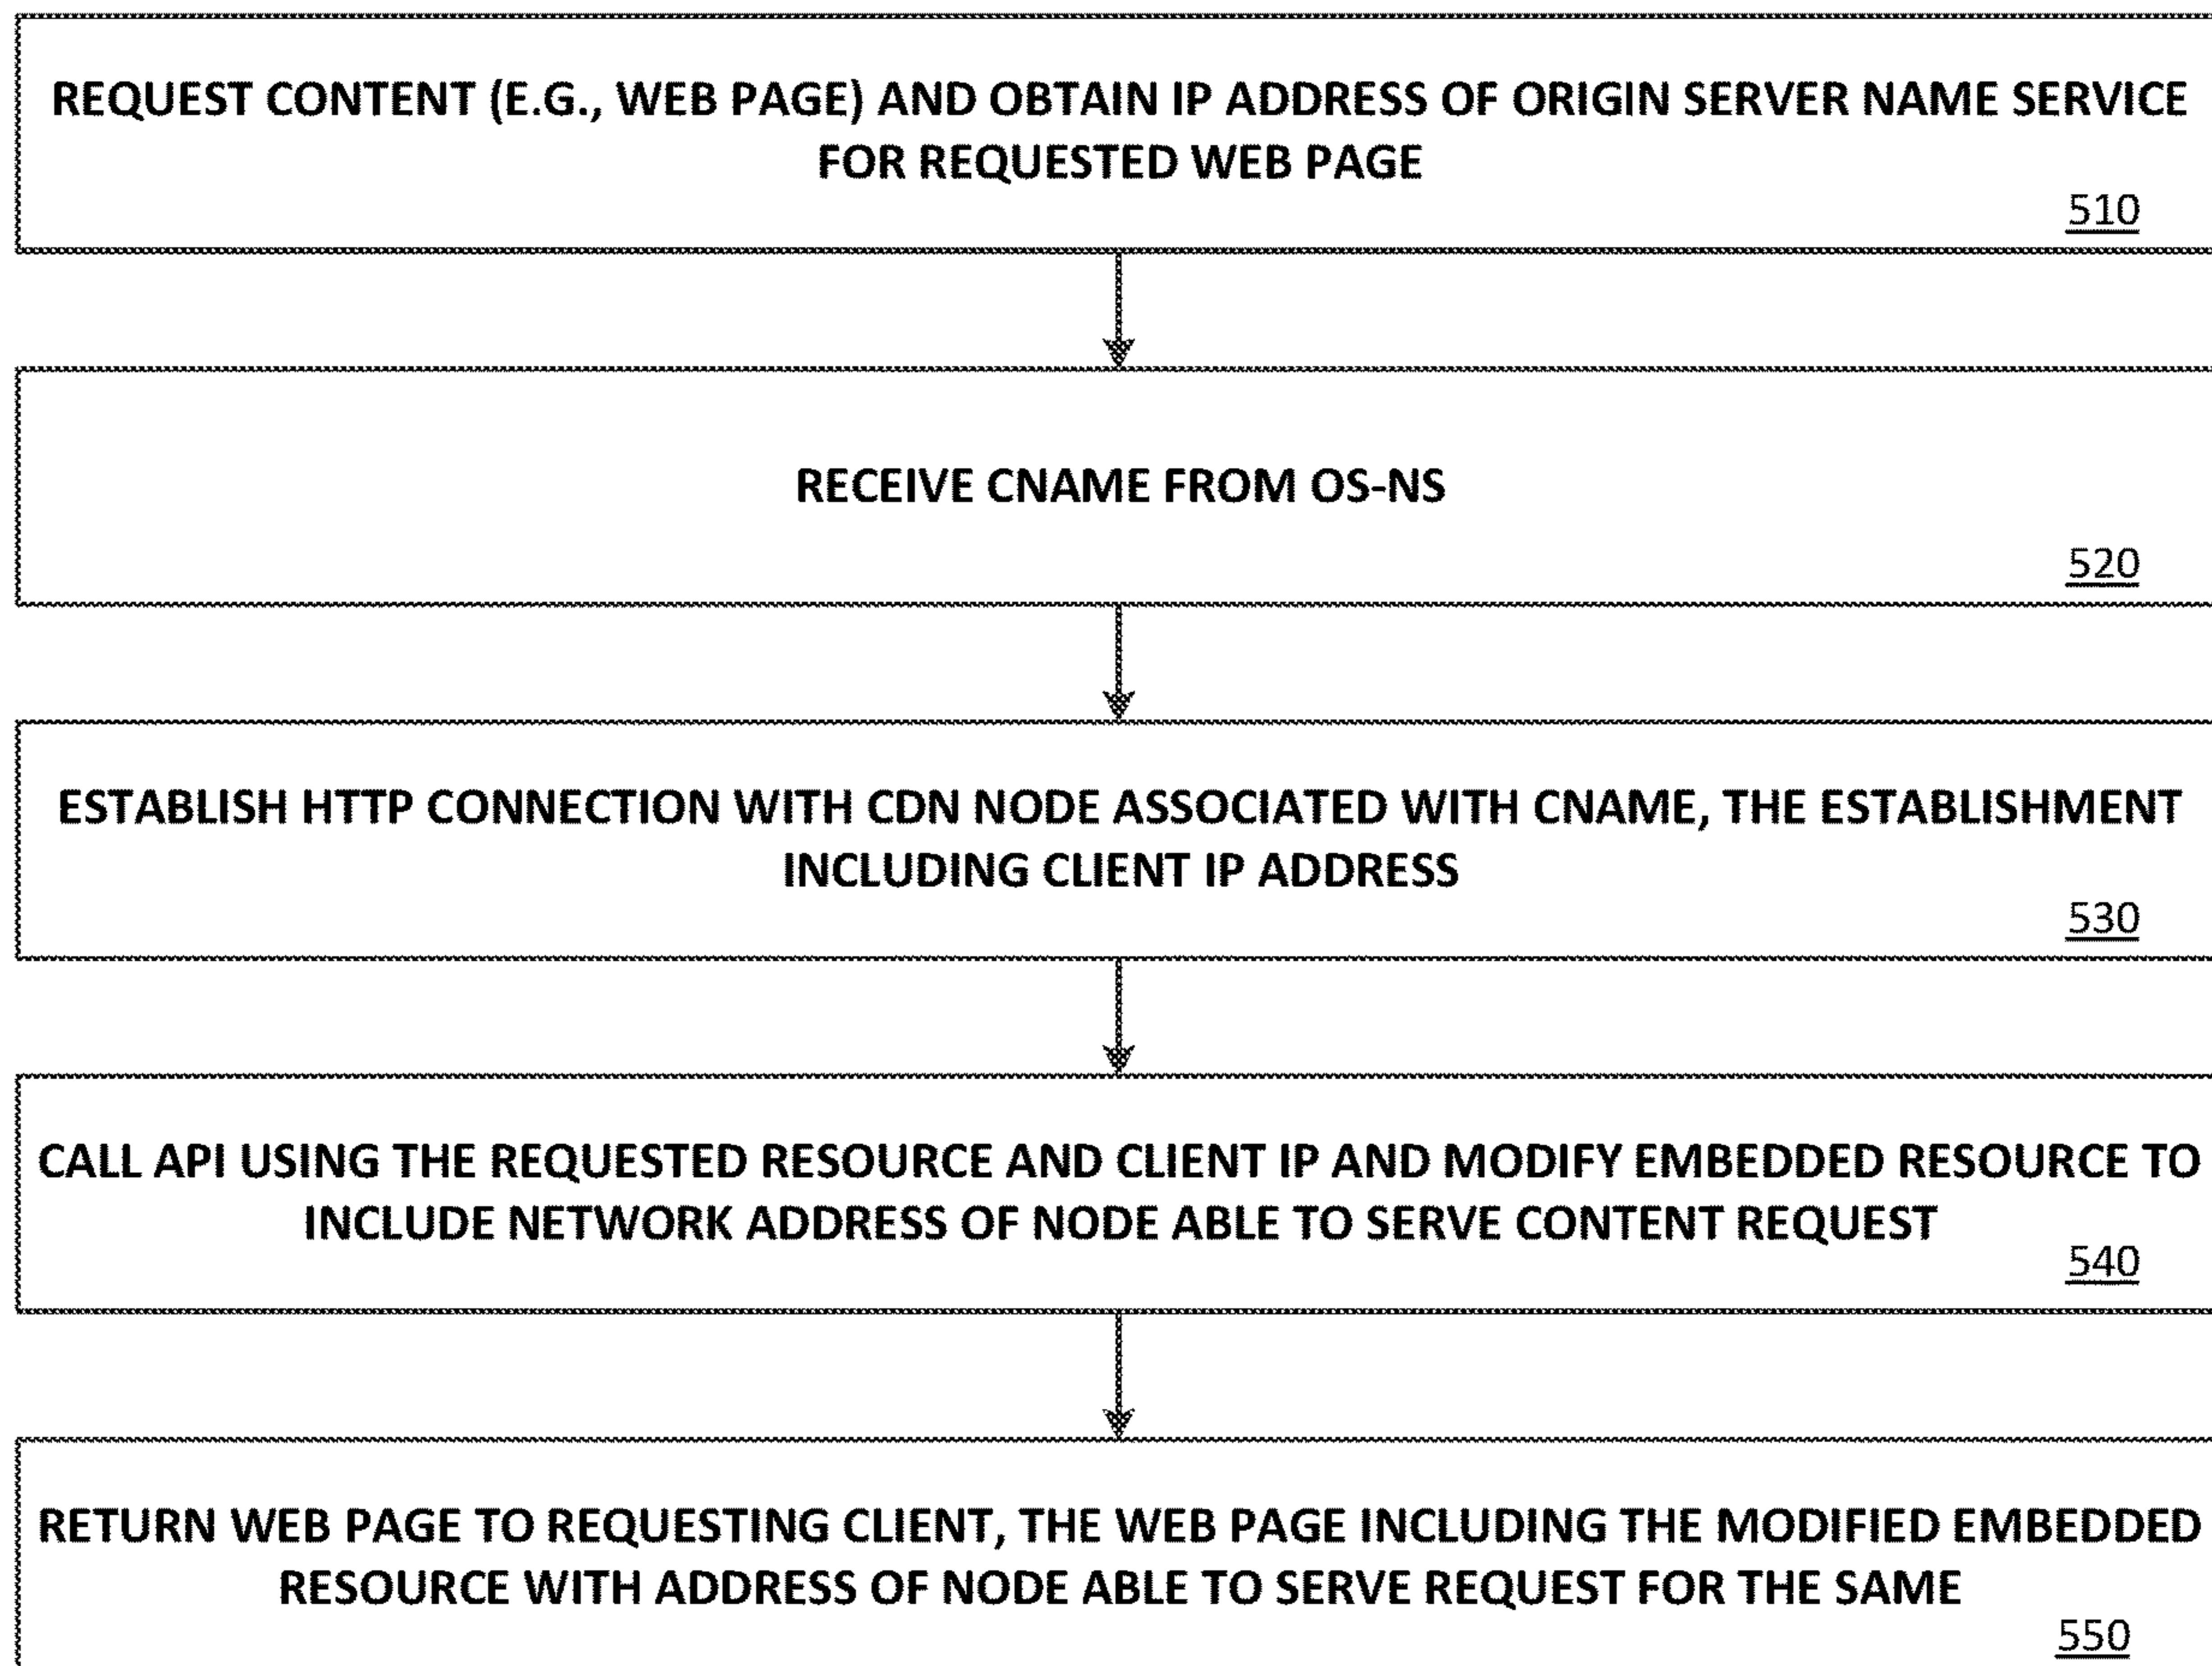 REQUEST CONTENT (E.G., WEB PAGE) AND OBTAIN IP ADDRESS OF ORIGIN SERVER NAME SERVICE
FOR REQUESTED WEB PAGE
510
RECEIVE CNAME FROM OS-NS
520
ESTABLISH HTTP CONNECTION WITH CDN NODE ASSOCIATED WITH CNAME, THE ESTABLISHMENT
INCLUDING CLIENT IP ADDRESS
530
CALL API USING THE REQUESTED RESOURCE AND CLIENT IP AND MODIFY EMBEDDED RESOURCE TO
INCLUDE NETWORK ADDRESS OF NODE ABLE TO SERVE CONTENT REQUEST
540
RETURN WEB PAGE TO REQUESTING CLIENT, THE WEB PAGE INCLUDING THE MODIFIED EMBEDDED
RESOURCE WITH ADDRESS OF NODE ABLE TO SERVE REQUEST FOR THE SAME
550